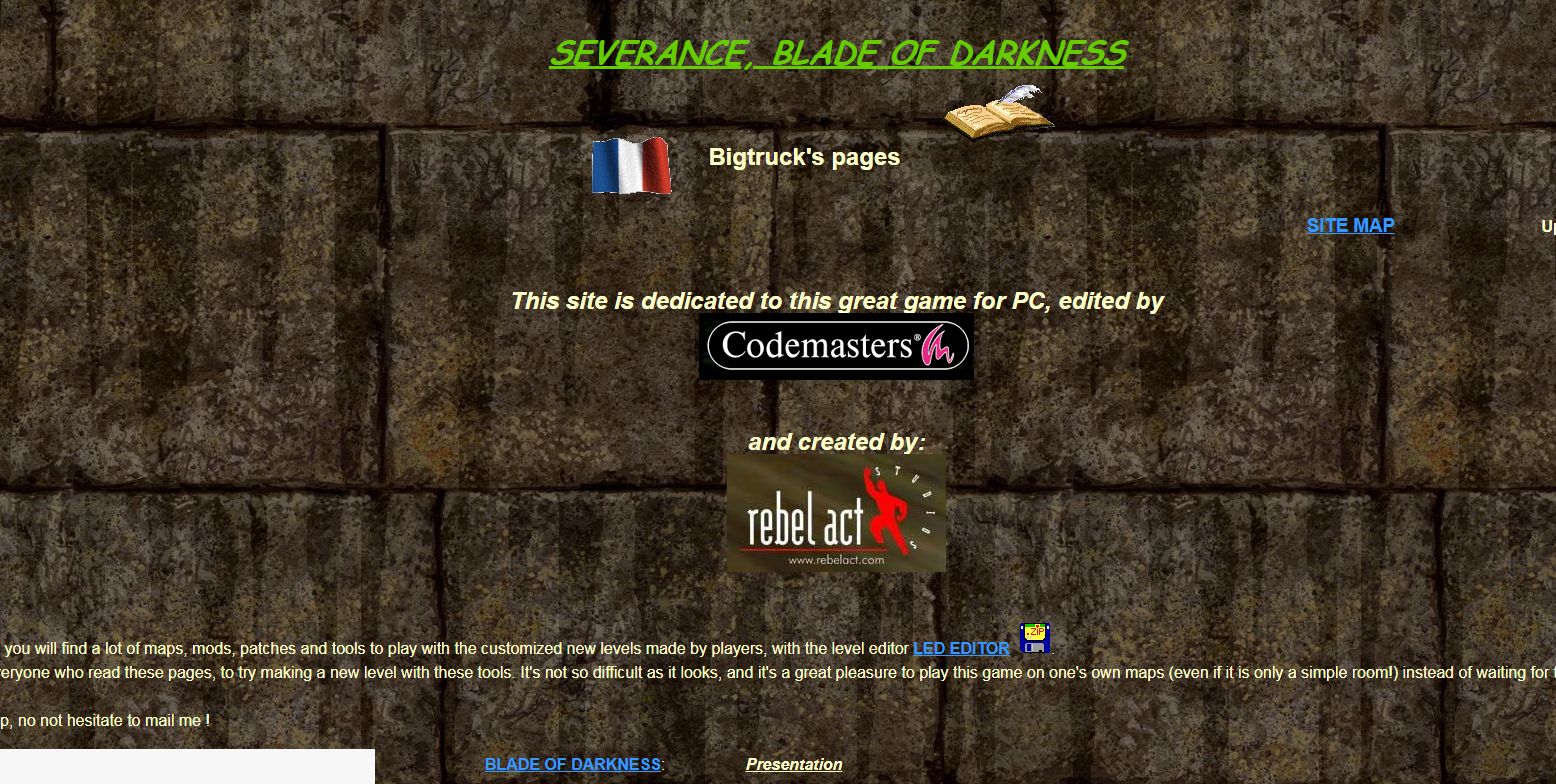 SEVERANCE, BLADE OF DARKNESS
Bigtruck's pages
SITE MAP
This site is dedicated to this great game for PC, edited by
Codemasters®
and created by:
STUDIOS
rebel act
www.rebelact.com
you will find a lot of maps, mods, patches and tools to play with the customized new levels made by players, with the level editor LED EDITOR .ZIP .
who read these pages, to try making a new level with these tools. It's not so difficult as it looks, and it's a great pleasure to play this game on one's own maps (even if it is only a simple room!) instead of waiting for
no not hesitate to mail me !
BLADE OF DARKNESS: Presentation